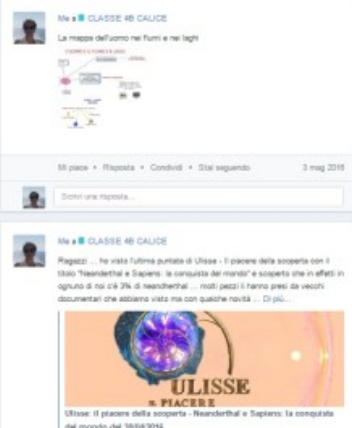 Me a CLASSE 4B CALICE
La mappa dell'uomo nei fiumi e nei laghi
Mi piace • Risposta • Condividi • Stai seguendo
3 mag 2016
Scrivi una risposta...
Me a CLASSE 4B CALICE
Ragazzi ... ho visto l'ultima puntata di Ulisse - Il piacere della scoperta con il
titolo "Neanderthal e Sapiens: la conquista del mondo" e scoperto che in effetti in
ognuno di noi c'è 3% di neandherthal ... molti pezzi li hanno presi da vecchi
documentari che abbiamo visto ma con qualche novità ... Di più...
ULISSE
IL PIACERE
Ulisse: il piacere della scoperta - Neanderthal e Sapiens: la conquista
del mondo del 30/04/2016